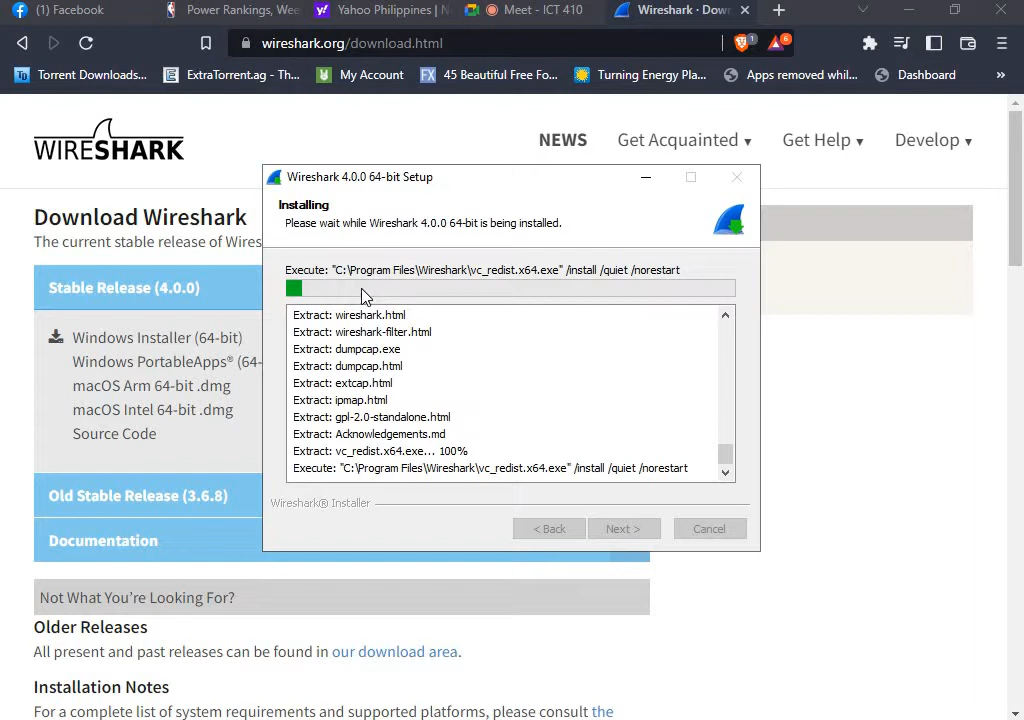 Facebook
Power Rankings, Wee
Yahoo Philippines | N
Meet - ICT 410
Wireshark · Dow
wireshark.org/download.html
1
6
Torrent Downloads...
ExtraTorrent.ag - Th...
My Account
FX
45 Beautiful Free Fo...
Turning Energy Pla...
Apps removed whil...
Dashboard
»
WIRESHARK
NEWS
Get Acquainted ▾
Get Help ▾
Develop ▾
Download Wireshark
The current stable release of Wires
Stable Release (4.0.0)
Windows Installer (64-bit)
Windows PortableApps® (64-
macOS Arm 64-bit .dmg
macOS Intel 64-bit .dmg
Source Code
Old Stable Release (3.6.8)
Documentation
Not What You’re Looking For?
Older Releases
All present and past releases can be found in our download area.
Installation Notes
For a complete list of system requirements and supported platforms, please consult the
Wireshark 4.0.0 64-bit Setup
Installing
Please wait while Wireshark 4.0.0 64-bit is being installed.
Execute: "C:\Program Files\Wireshark\vc_redist.x64.exe" /install /quiet /norestart
Extract: wireshark.html
Extract: wireshark-filter.html
Extract: dumpcap.exe
Extract: dumpcap.html
Extract: extcap.html
Extract: ipmap.html
Extract: gpl-2.0-standalone.html
Extract: Acknowledgements.md
Extract: vc_redist.x64.exe... 100%
Execute: "C:\Program Files\Wireshark\vc_redist.x64.exe" /install /quiet /norestart
Wireshark® Installer
< Back
Next >
Cancel